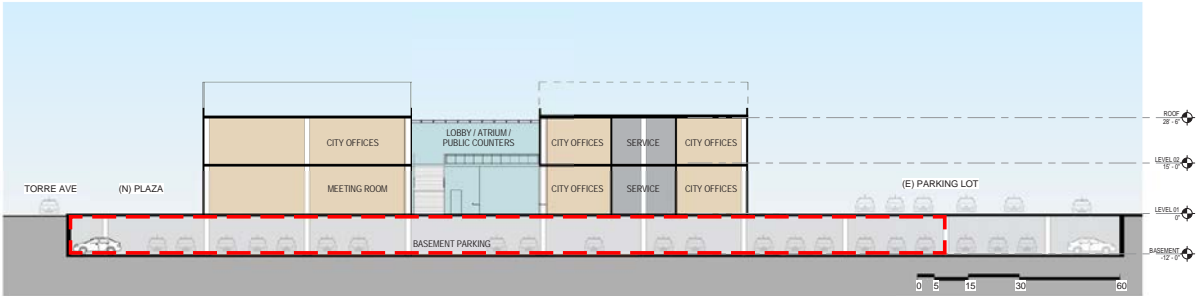 ROOF
28' - 6"
LOBBY / ATRIUM /
PUBLIC COUNTERS
CITY OFFICES
CITY OFFICES
SERVICE
CITY OFFICES
LEVEL 02
15' - 0"
TORRE AVE
(N) PLAZA
MEETING ROOM
CITY OFFICES
SERVICE
CITY OFFICES
(E) PARKING LOT
LEVEL 01
0"
BASEMENT PARKING
BASEMENT
-12' - 0"
0 5 15 30 60